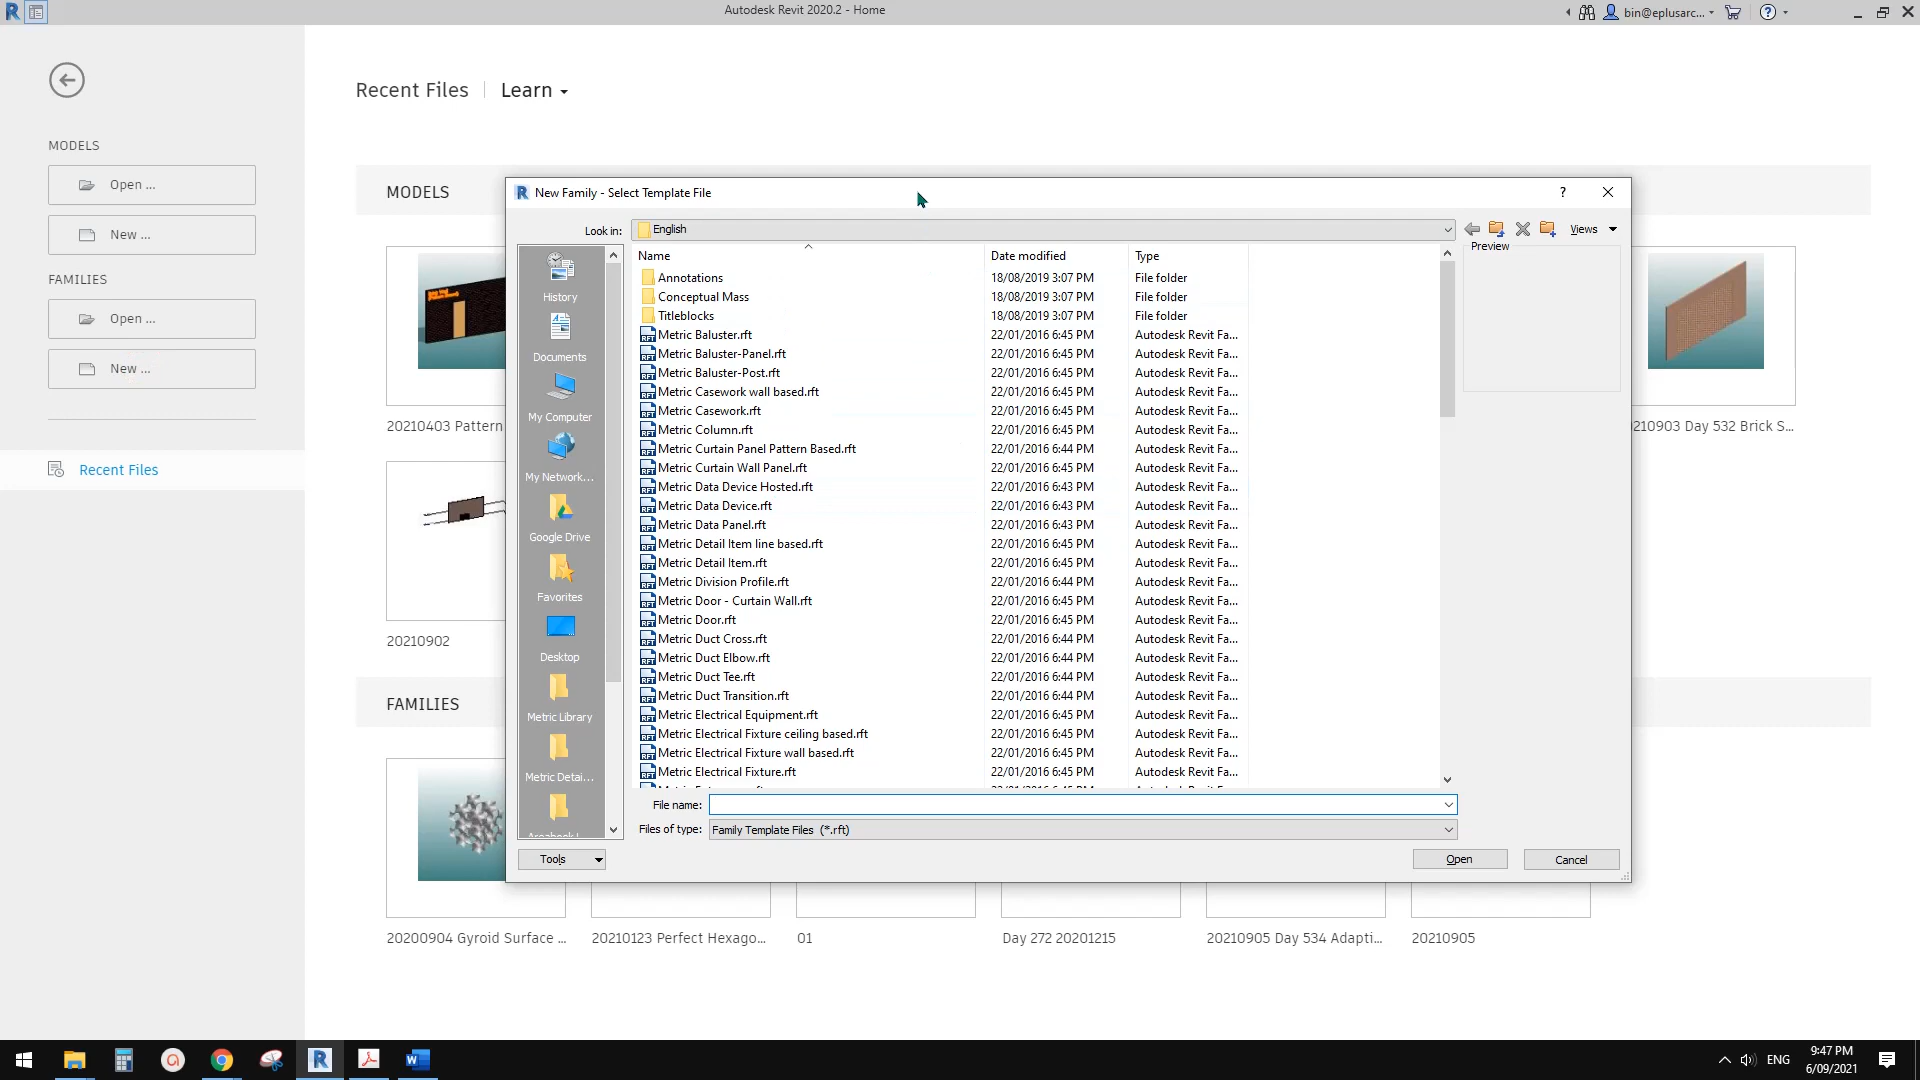 Autodesk Revit 2020.2 - Home
bin@eplusarc...
Recent Files
Learn
MODELS
Open ...
New ...
FAMILIES
Open ...
New ...
Recent Files
MODELS
20210403 Pattern
10903 Day 532 Brick S...
20210902
FAMILIES
20200904 Gyroid Surface ...
20210123 Perfect Hexago...
01
Day 272 20201215
20210905 Day 534 Adapti...
20210905
New Family - Select Template File
?
Look in:
English
Views
Preview
History
Documents
My Computer
My Network...
Google Drive
Favorites
Desktop
Metric Library
Metric Detai...
Name Date modified Type
Annotations 18/08/2019 3:07 PM File folder
Conceptual Mass 18/08/2019 3:07 PM File folder
Titleblocks 18/08/2019 3:07 PM File folder
Metric Baluster.rft 22/01/2016 6:45 PM Autodesk Revit Fa...
Metric Baluster-Panel.rft 22/01/2016 6:45 PM Autodesk Revit Fa...
Metric Baluster-Post.rft 22/01/2016 6:45 PM Autodesk Revit Fa...
Metric Casework wall based.rft 22/01/2016 6:45 PM Autodesk Revit Fa...
Metric Casework.rft 22/01/2016 6:45 PM Autodesk Revit Fa...
Metric Column.rft 22/01/2016 6:45 PM Autodesk Revit Fa...
Metric Curtain Panel Pattern Based.rft 22/01/2016 6:44 PM Autodesk Revit Fa...
Metric Curtain Wall Panel.rft 22/01/2016 6:45 PM Autodesk Revit Fa...
Metric Data Device Hosted.rft 22/01/2016 6:43 PM Autodesk Revit Fa...
Metric Data Device.rft 22/01/2016 6:43 PM Autodesk Revit Fa...
Metric Data Panel.rft 22/01/2016 6:43 PM Autodesk Revit Fa...
Metric Detail Item line based.rft 22/01/2016 6:45 PM Autodesk Revit Fa...
Metric Detail Item.rft 22/01/2016 6:45 PM Autodesk Revit Fa...
Metric Division Profile.rft 22/01/2016 6:44 PM Autodesk Revit Fa...
Metric Door - Curtain Wall.rft 22/01/2016 6:45 PM Autodesk Revit Fa...
Metric Door.rft 22/01/2016 6:45 PM Autodesk Revit Fa...
Metric Duct Cross.rft 22/01/2016 6:44 PM Autodesk Revit Fa...
Metric Duct Elbow.rft 22/01/2016 6:44 PM Autodesk Revit Fa...
Metric Duct Tee.rft 22/01/2016 6:44 PM Autodesk Revit Fa...
Metric Duct Transition.rft 22/01/2016 6:44 PM Autodesk Revit Fa...
Metric Electrical Equipment.rft 22/01/2016 6:45 PM Autodesk Revit Fa...
Metric Electrical Fixture ceiling based.rft 22/01/2016 6:45 PM Autodesk Revit Fa...
Metric Electrical Fixture wall based.rft 22/01/2016 6:45 PM Autodesk Revit Fa...
Metric Electrical Fixture.rft 22/01/2016 6:45 PM Autodesk Revit Fa...
File name:
Files of type: Family Template Files (*.rft)
Tools
Open
Cancel
ENG
9:47 PM
6/09/2021